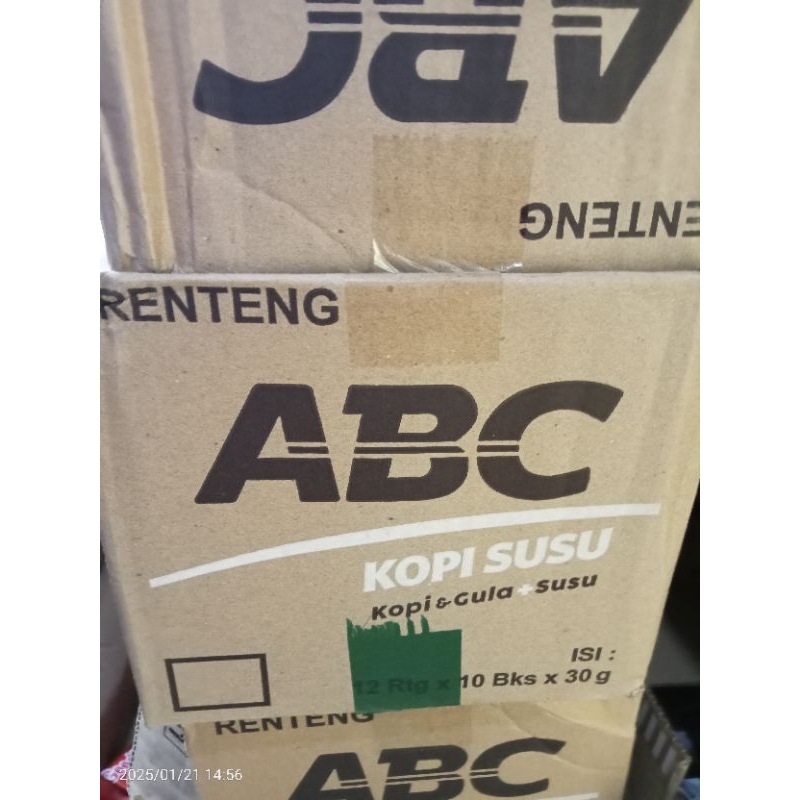 ABC
RENTENG
RENTENG
ABC
KOPI SUSU
Kopi & Gula + Susu
ISI :
12 Rtg x 10 Bks x 30 g
RENTENG
ABC
2025/01/21 14:56